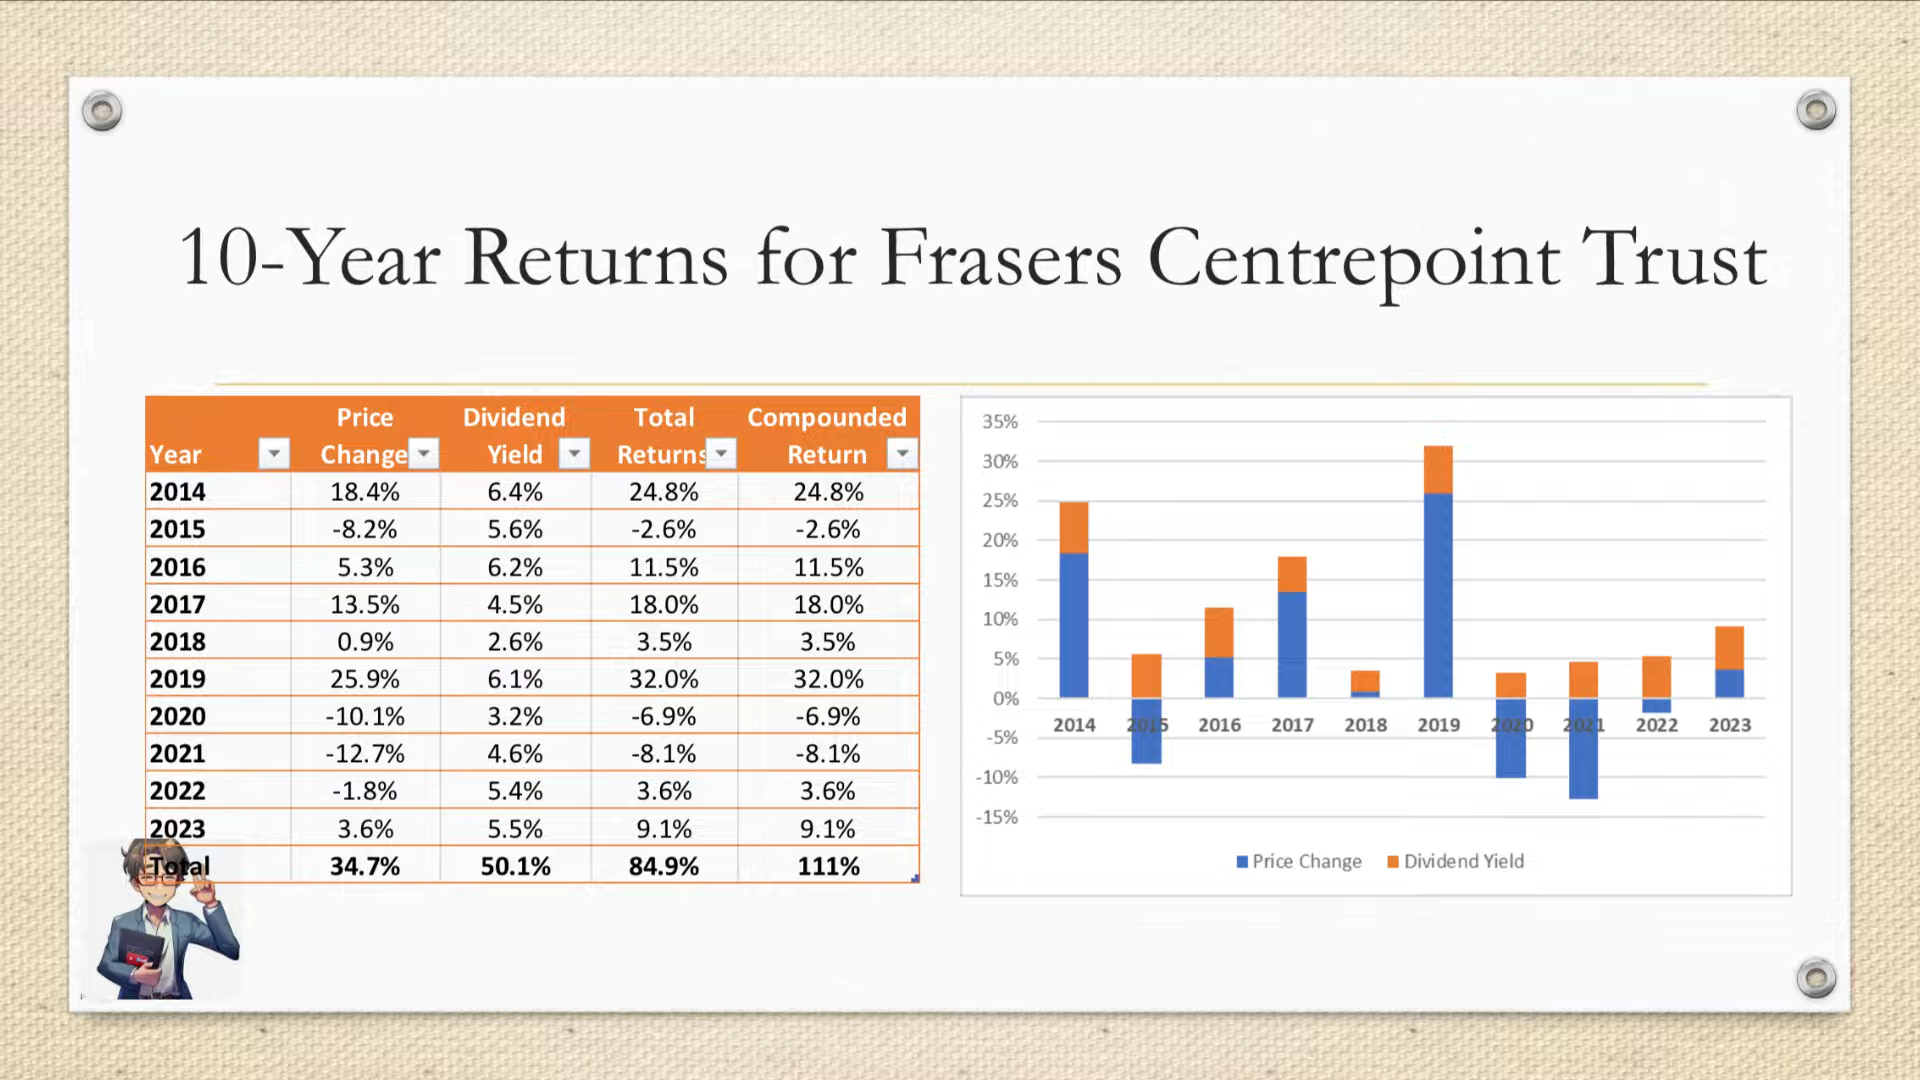 10-Year Returns for Frasers Centrepoint Trust
Year Price Change Dividend Yield Total Returns Compounded Return
2014 18.4% 6.4% 24.8% 24.8%
2015 -8.2% 5.6% -2.6% -2.6%
2016 5.3% 6.2% 11.5% 11.5%
2017 13.5% 4.5% 18.0% 18.0%
2018 0.9% 2.6% 3.5% 3.5%
2019 25.9% 6.1% 32.0% 32.0%
2020 -10.1% 3.2% -6.9% -6.9%
2021 -12.7% 4.6% -8.1% -8.1%
2022 -1.8% 5.4% 3.6% 3.6%
2023 3.6% 5.5% 9.1% 9.1%
Total 34.7% 50.1% 84.9% 111%
35%
30%
25%
20%
15%
10%
5%
0%
2014 2015 2016 2017 2018 2019 2020 2021 2022 2023
-5%
-10%
-15%
Price Change Dividend Yield